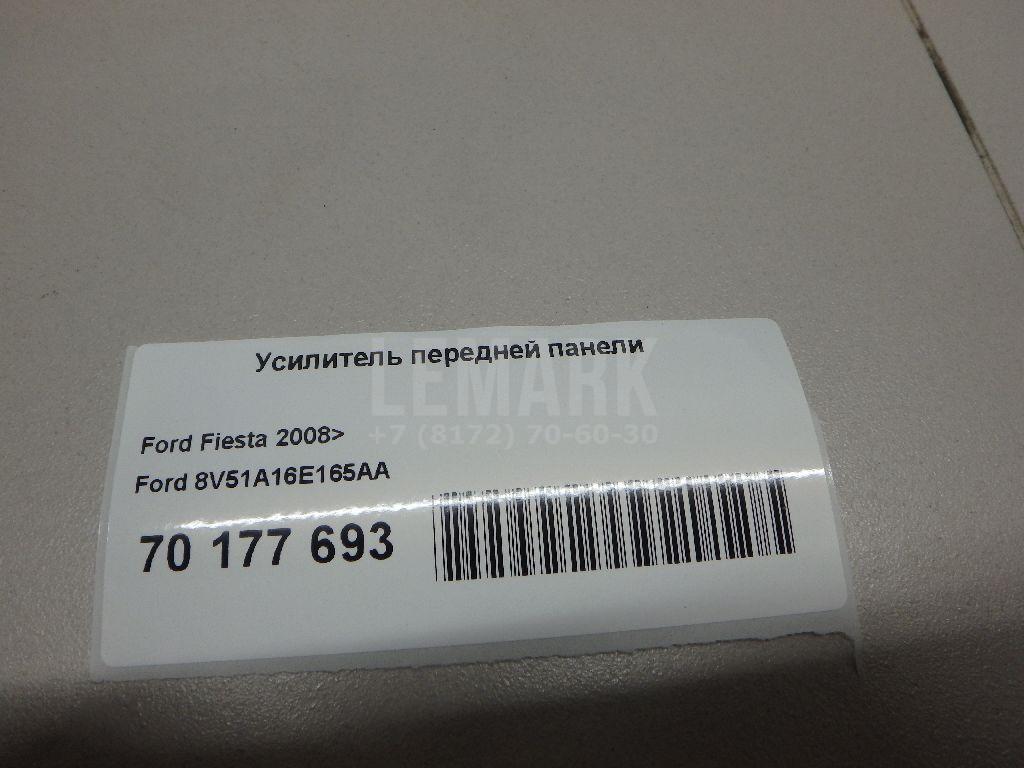 Усилитель передней панели
LEMARK
+7 (8172) 70-60-30
Ford Fiesta 2008>
Ford 8V51A16E165AA
70 177 693